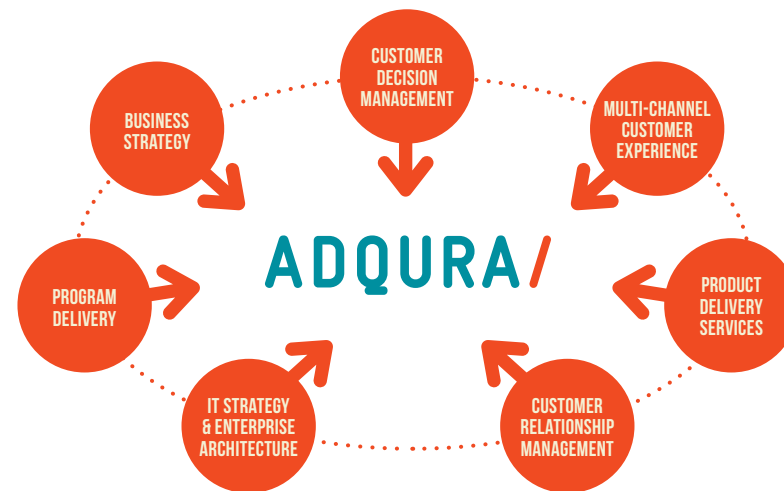 CUSTOMER
DECISION
MANAGEMENT
BUSINESS
STRATEGY
MULTI-CHANNEL
CUSTOMER
EXPERIENCE
ADQURA/
PROGRAM
DELIVERY
PRODUCT
DELIVERY
SERVICES
IT STRATEGY
& ENTERPRISE
ARCHITECTURE
CUSTOMER
RELATIONSHIP
MANAGEMENT